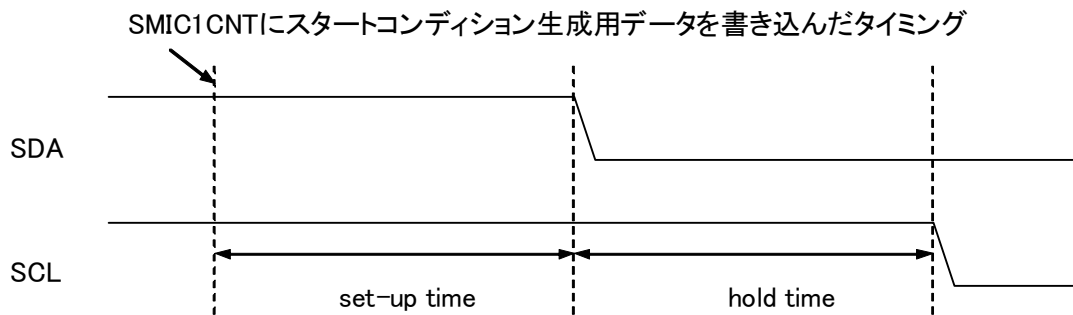 SMIC1CNTにスタートコンディション生成用データを書き込んだタイミング
SDA
SCL
set-up time
hold time